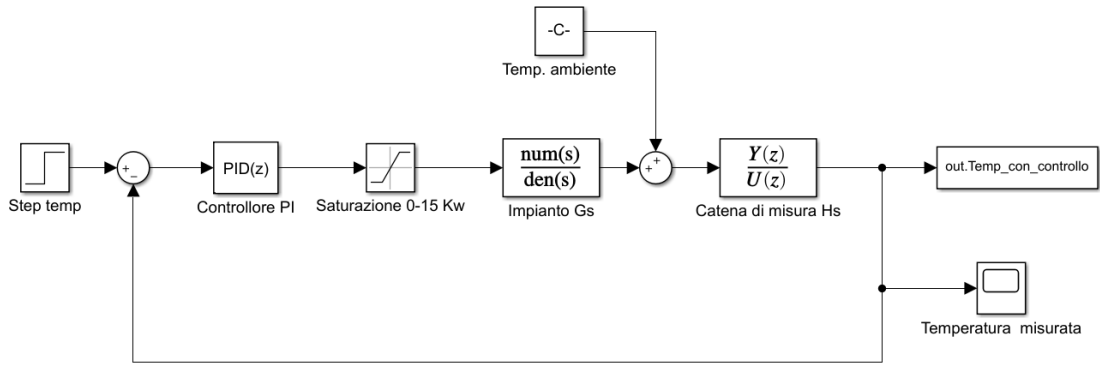 -C-
Temp. ambiente
Step temp
+
−
PID(z)
Controllore PI
Saturazione 0-15 Kw
num(s)
den(s)
Impianto Gs
+
+
Y(z)
U(z)
Catena di misura Hs
out.Temp_con_controllo
Temperatura  misurata